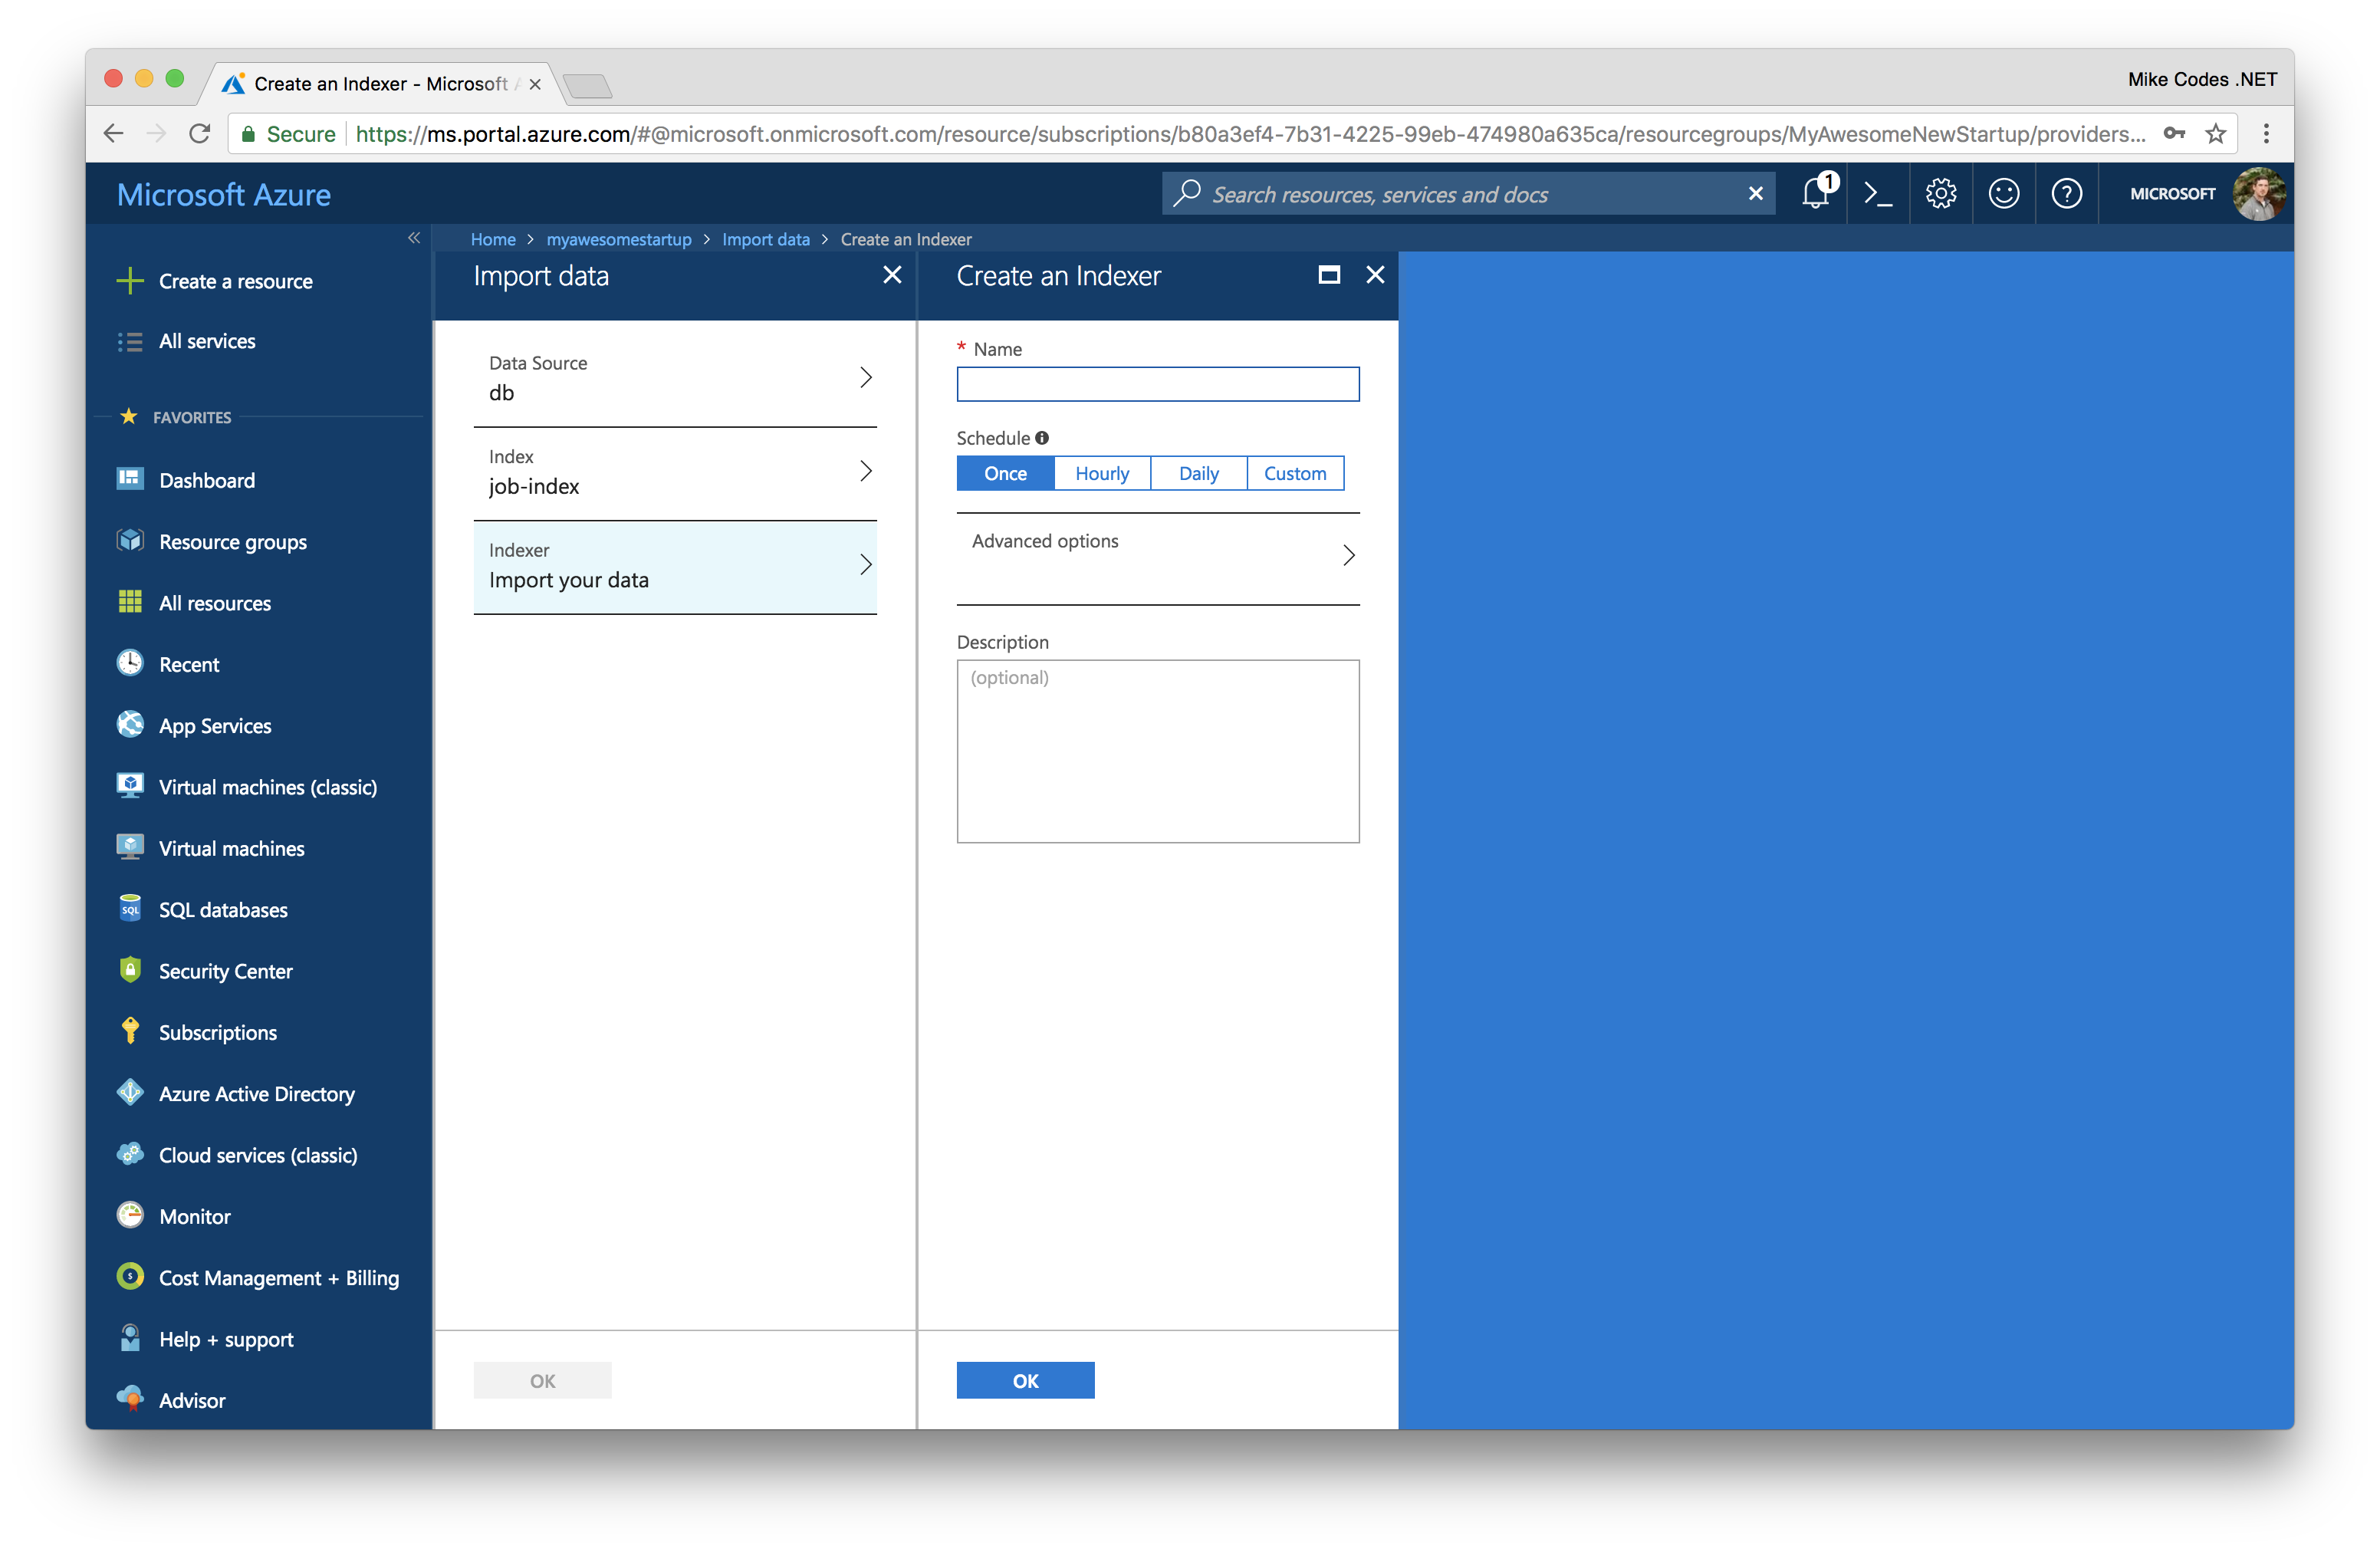 Create an Indexer - Microsoft
Mike Codes .NET
Secure https://ms.portal.azure.com/#@microsoft.onmicrosoft.com/resource/subscriptions/b80a3ef4-7b31-4225-99eb-474980a635ca/resourcegroups/MyAwesomeNewStartup/providers...
Microsoft Azure
Search resources, services and docs
1
MICROSOFT
Home > myawesomestartup > Import data > Create an Indexer
Create a resource
All services
FAVORITES
Dashboard
Resource groups
All resources
Recent
App Services
Virtual machines (classic)
Virtual machines
SQL
SQL databases
Security Center
Subscriptions
Azure Active Directory
Cloud services (classic)
Monitor
Cost Management + Billing
Help + support
Advisor
Import data
Data Source
db
Index
job-index
Indexer
Import your data
OK
Create an Indexer
* Name
Schedule
Once Hourly Daily Custom
Advanced options
Description
(optional)
OK